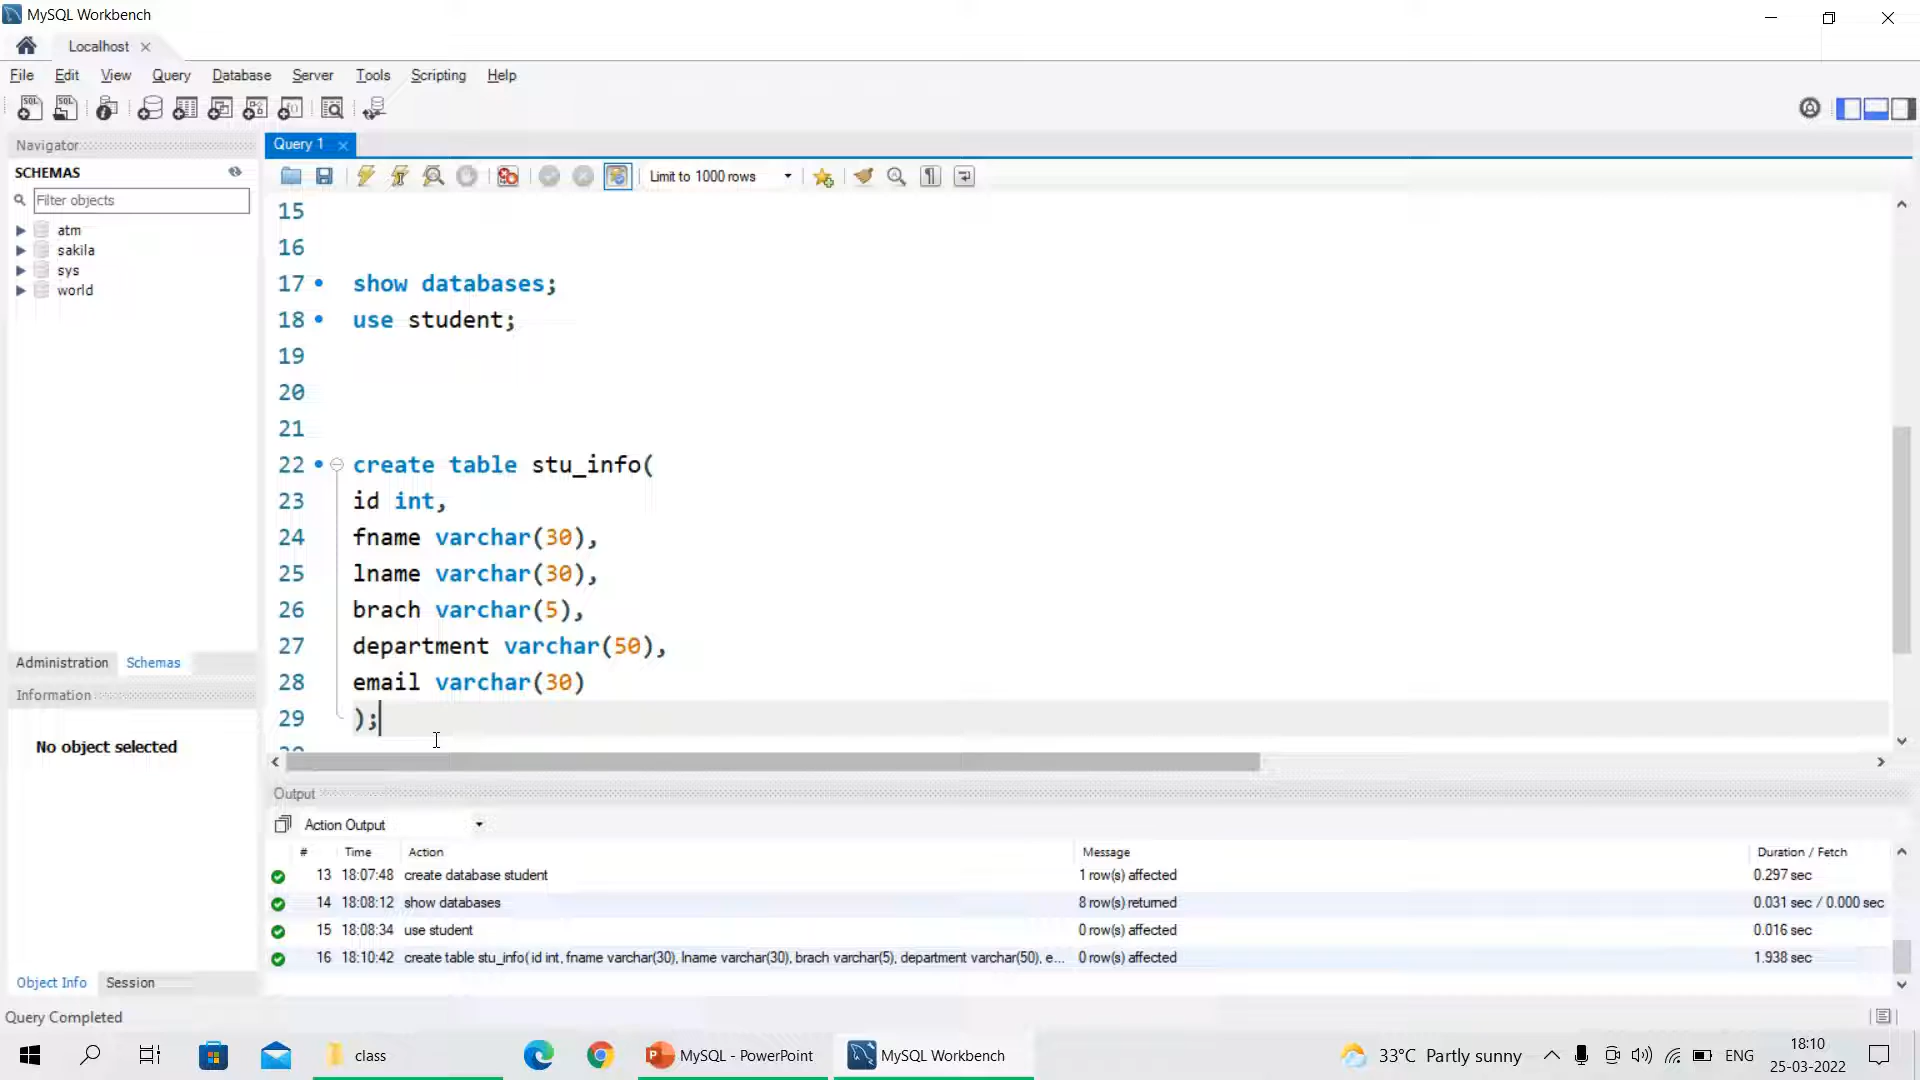 MySQL Workbench
Localhost
File Edit View Query Database Server Tools Scripting Help
Navigator
SCHEMAS
Filter objects
atm
sakila
sys
world
Administration Schemas
Information
No object selected
Object Info Session
Query 1
Limit to 1000 rows
15
16
17 show databases;
18 use student;
19
20
21
22 create table stu_info(
23 id int,
24 fname varchar(30),
25 lname varchar(30),
26 brach varchar(5),
27 department varchar(50),
28 email varchar(30)
29 );
Output
Action Output
# Time Action Message Duration / Fetch
13 18:07:48 create database student 1 row(s) affected 0.297 sec
14 18:08:12 show databases 8 row(s) returned 0.031 sec / 0.000 sec
15 18:08:34 use student 0 row(s) affected 0.016 sec
16 18:10:42 create table stu_info( id int, fname varchar(30), lname varchar(30), brach varchar(5), department varchar(50), e... 0 row(s) affected 1.938 sec
Query Completed
class MySQL - PowerPoint MySQL Workbench 33°C Partly sunny ENG 18:10
25-03-2022